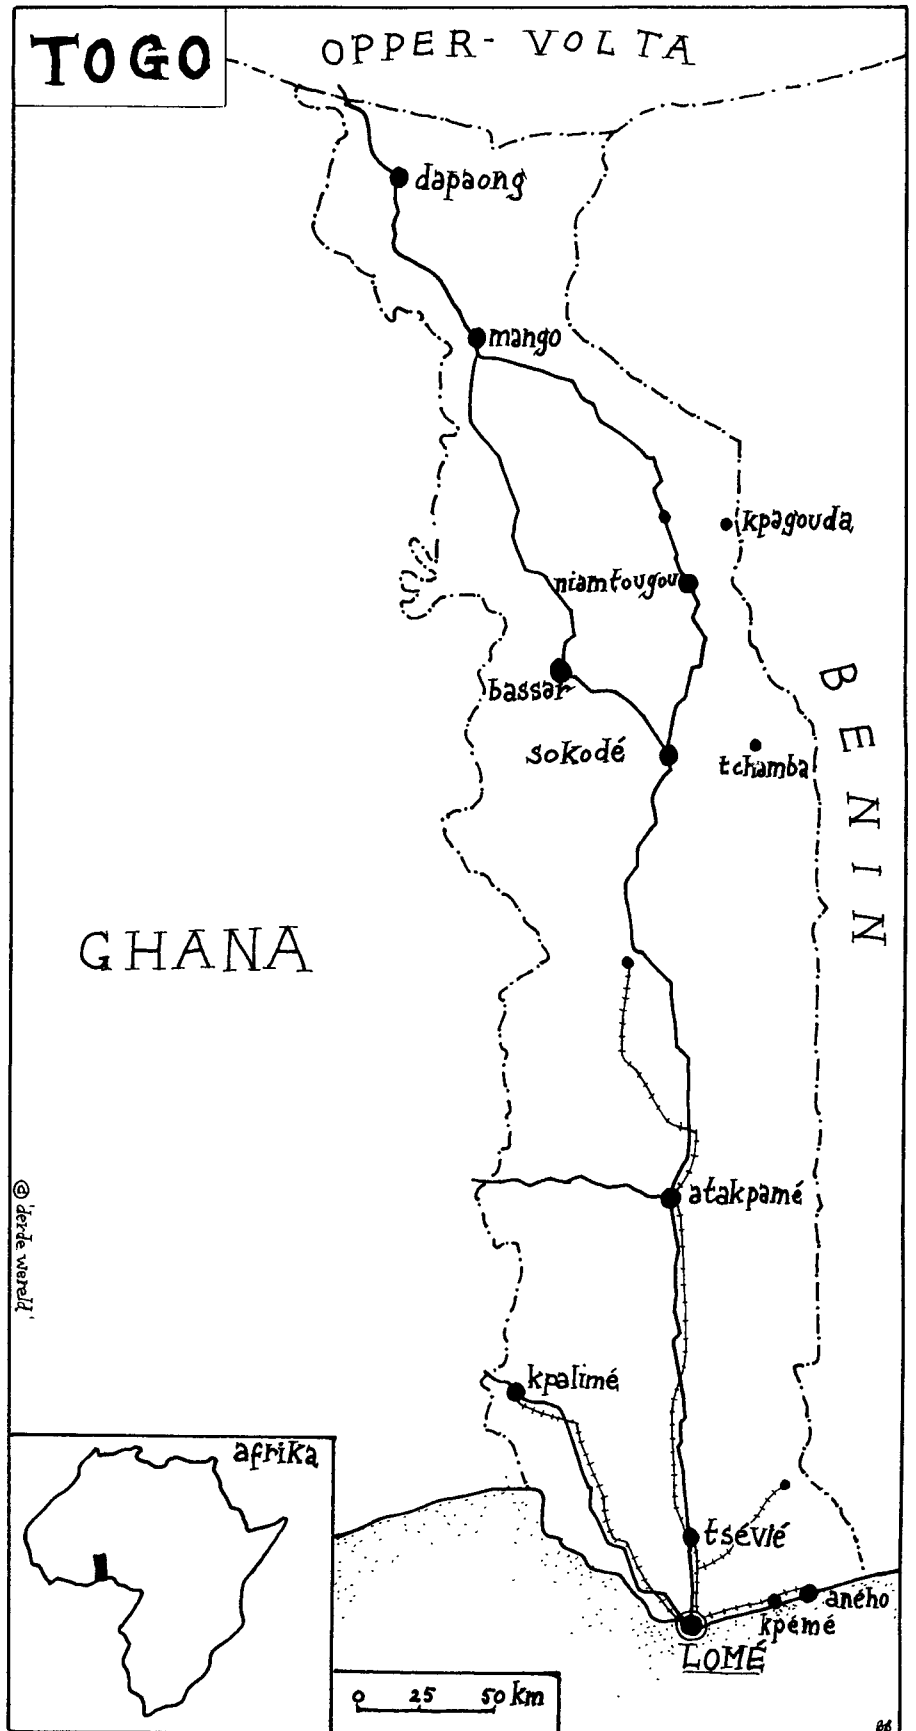 TOGO
OPPER-VOLTA
dapaong
mango
kpagouda
niamtougou
bassar
BENIN
sokodé
tchamba
GHANA
atakpamé
© 'derde wereld'
kpalimé
afrika
tsévié
aného
kpémé
LOMÉ
0 25 50 km